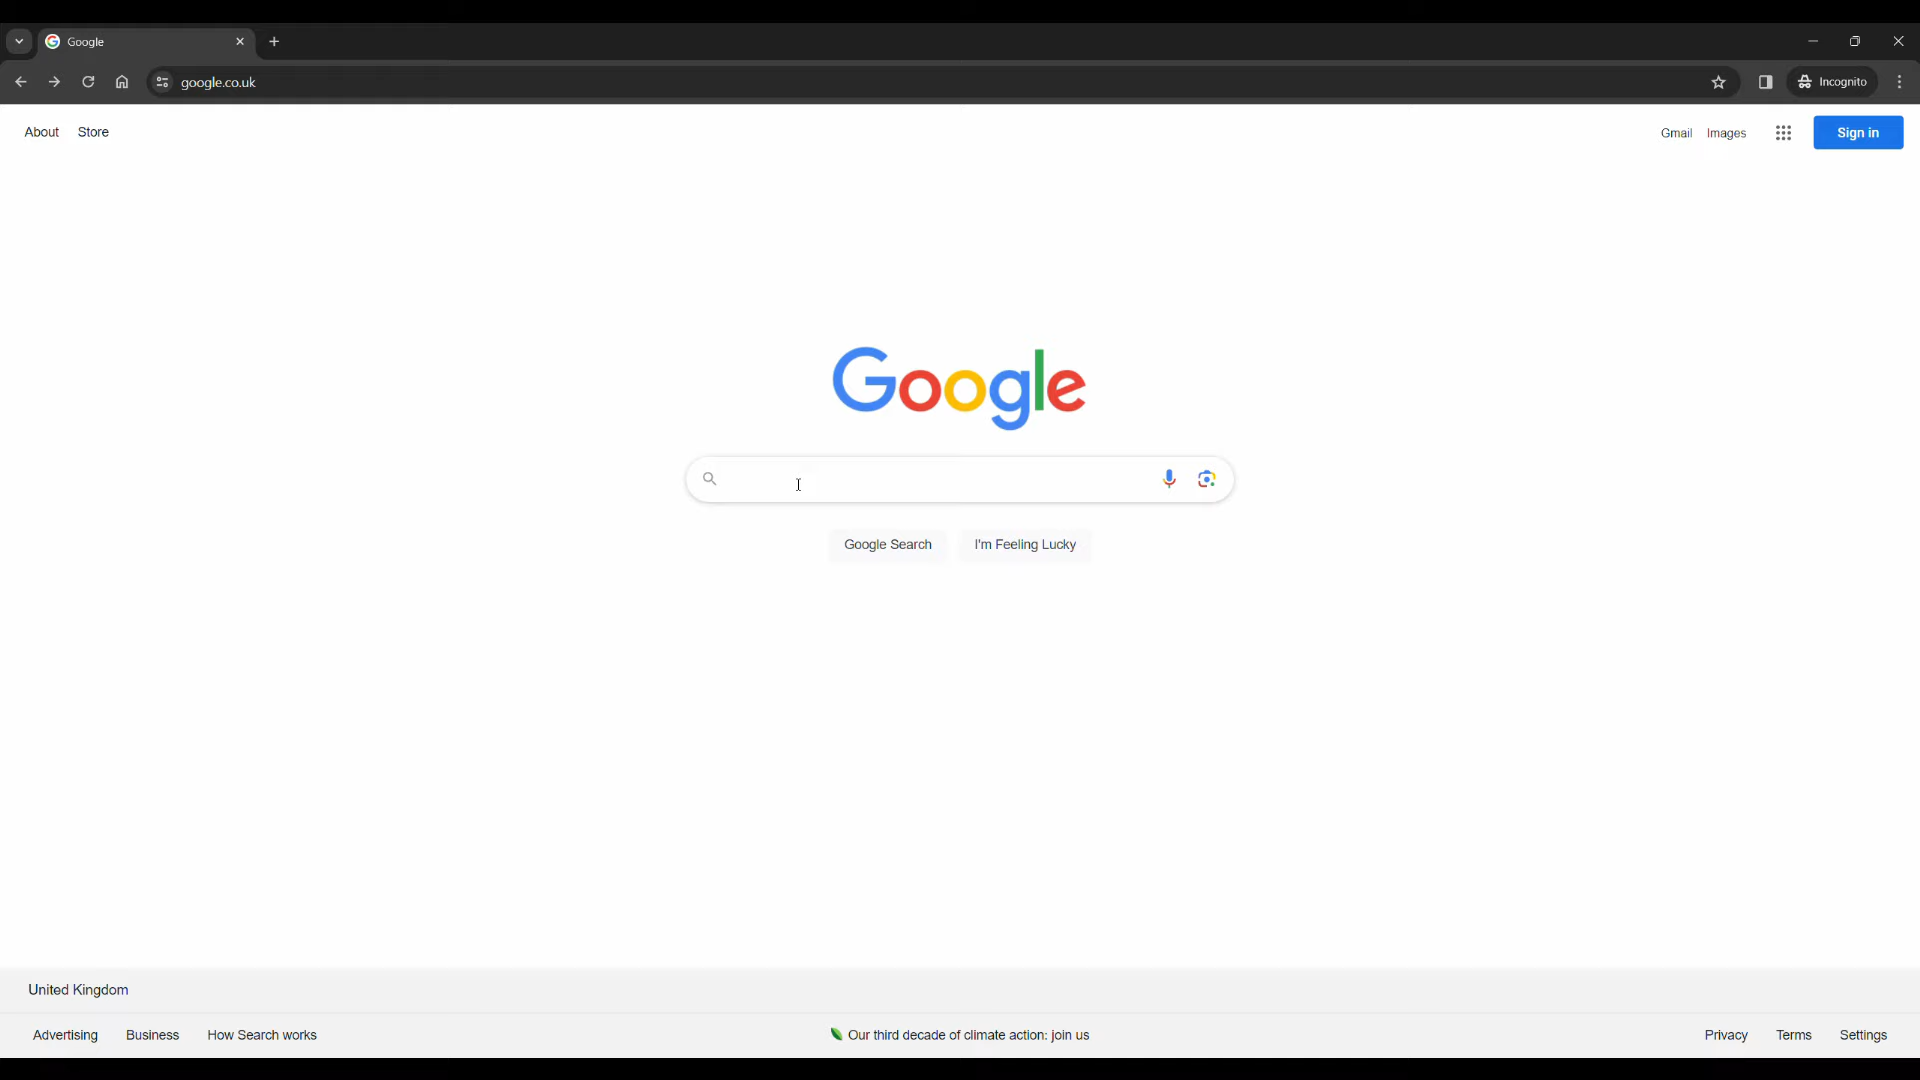 Google
google.co.uk
Incognito
About Store
Gmail Images Sign in
Google
Google Search I'm Feeling Lucky
United Kingdom
Advertising Business How Search works Our third decade of climate action: join us Privacy Terms Settings